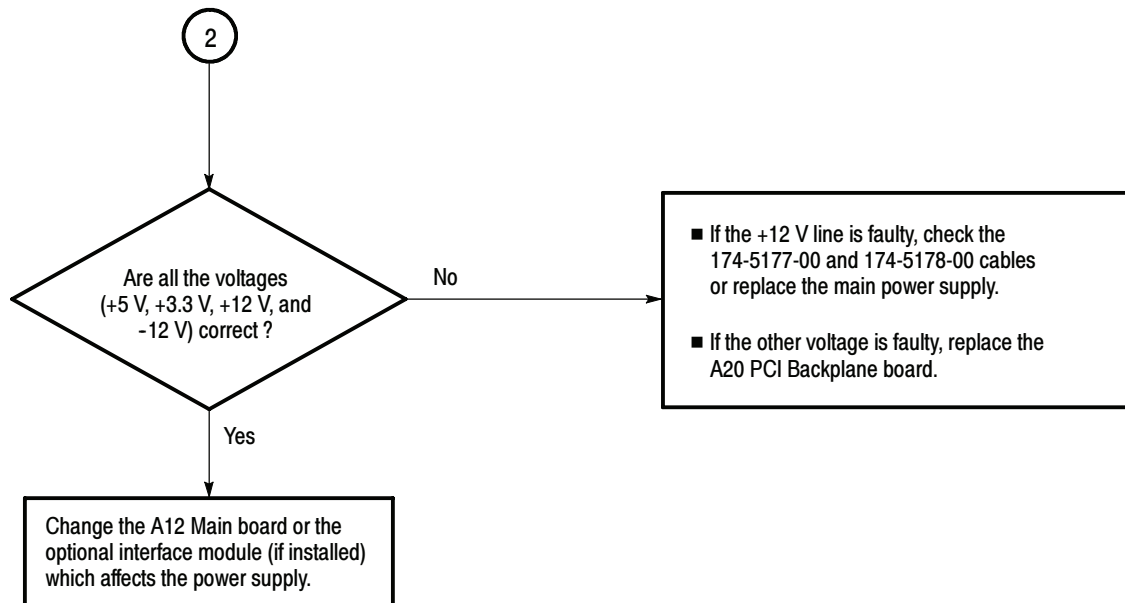 2
Are all the voltages
(+5 V, +3.3 V, +12 V, and
-12 V) correct ?
No
■ If the +12 V line is faulty, check the
174-5177-00 and 174-5178-00 cables
or replace the main power supply.
■ If the other voltage is faulty, replace the
A20 PCI Backplane board.
Yes
Change the A12 Main board or the
optional interface module (if installed)
which affects the power supply.